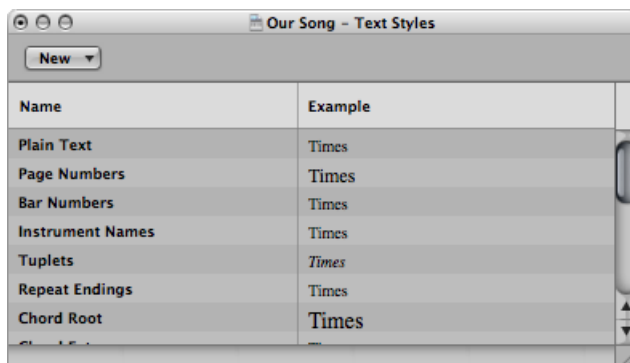 Our Song – Text Styles
New
Name Example
Plain Text Times
Page Numbers Times
Bar Numbers Times
Instrument Names Times
Tuplets Times
Repeat Endings Times
Chord Root Times